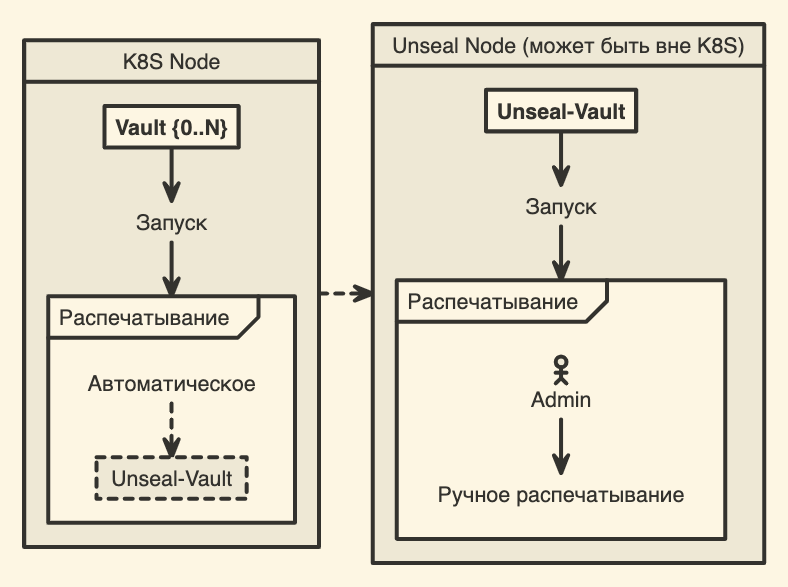 K8S Node
Vault {0..N}
Запуск
Распечатывание
Автоматическое
Unseal-Vault
Unseal Node (может быть вне K8S)
Unseal-Vault
Запуск
Распечатывание
Admin
Ручное распечатывание